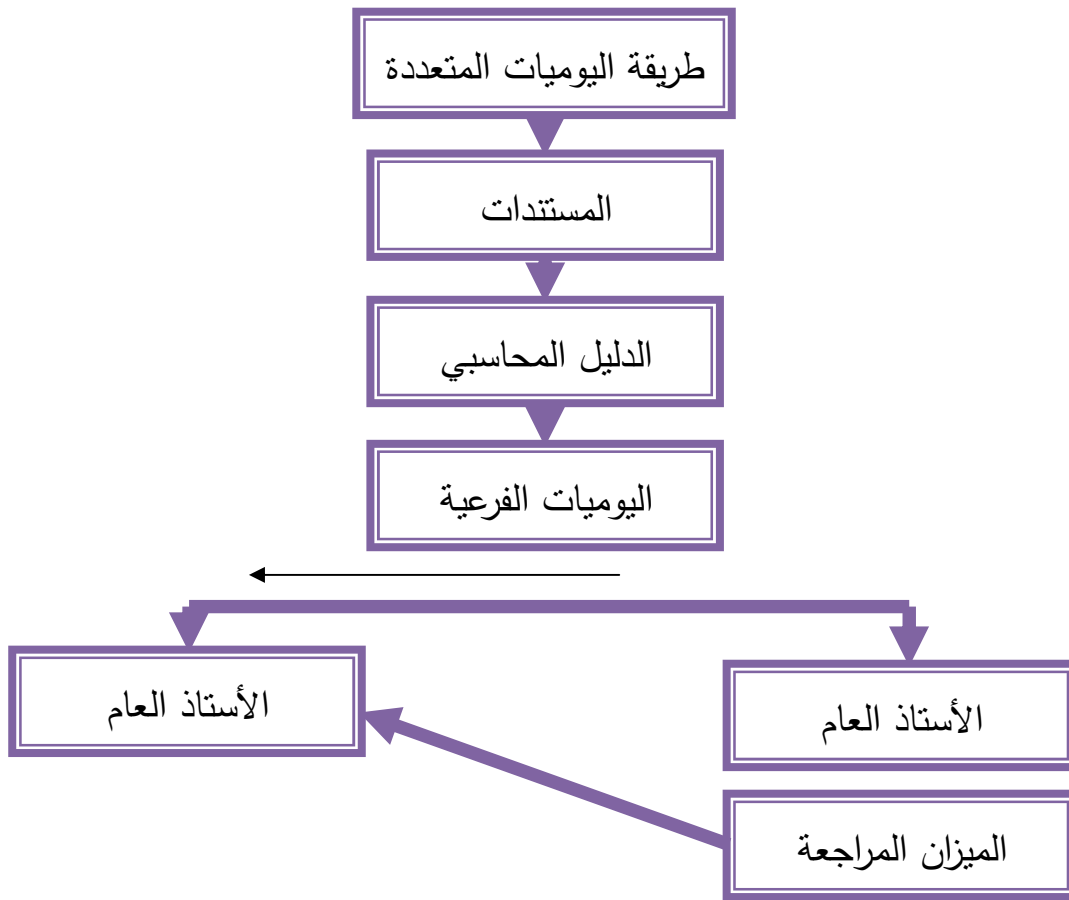 طريقة اليوميات المتعددة
المستندات
الدليل المحاسبي
اليوميات الفرعية
الأستاذ العام
الأستاذ العام
الميزان المراجعة